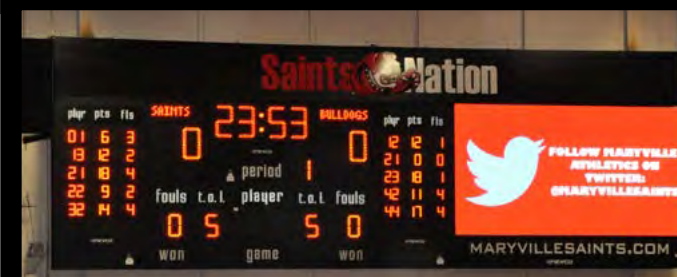 Saints Nation
plyr pts fls SAINTS 23:53 BULLDOGS plyr pts fls
01 6 3 0 0 12 12 1
13 12 2 period 1 21 0 0
21 18 4 23 18 1
22 9 2 fouls t.o.l. player t.o.l. fouls 42 11 4
32 14 4 0 5 5 0 44 17 4
won game won
FOLLOW MARYVILLE
ATHLETICS ON
TWITTER:
@MARYVILLESAINTS
MARYVILLESAINTS.COM